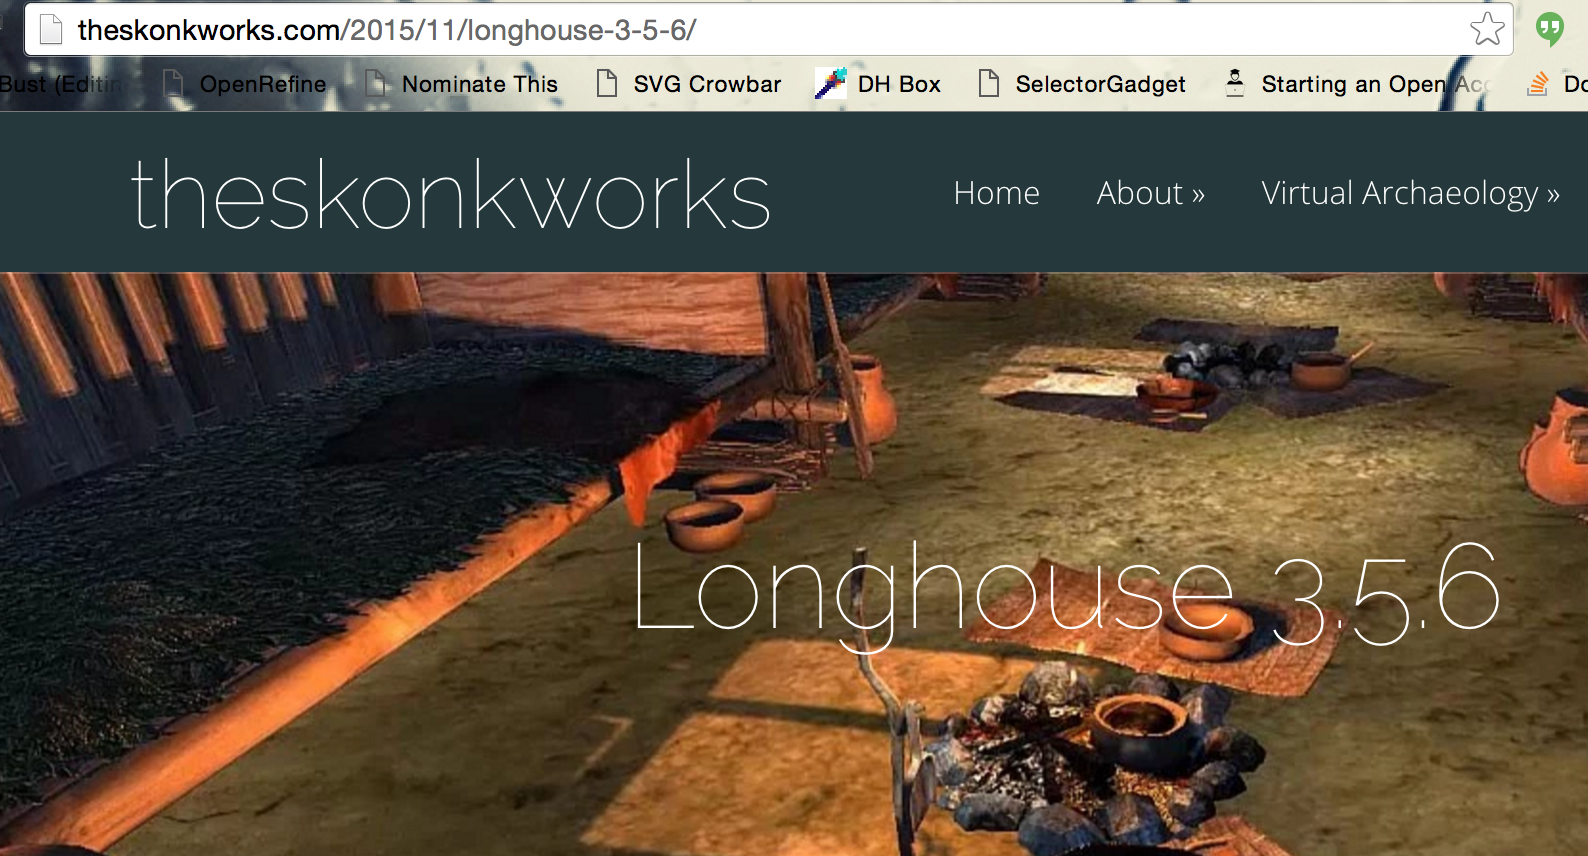 theskonkworks.com/2015/11/longhouse-3-5-6/
Bust (Editin OpenRefine Nominate This SVG Crowbar DH Box SelectorGadget Starting an Open Acc Do
theskonkworks Home About » Virtual Archaeology »
Longhouse 3.5.6